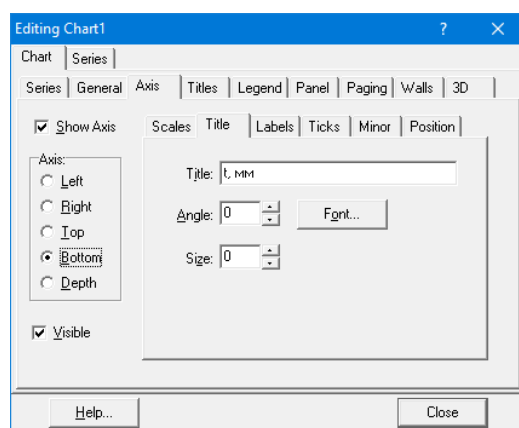 Editing Chart1 ?
Chart Series
Series General Axis Titles Legend Panel Paging Walls 3D
Show Axis
Scales Title Labels Ticks Minor Position
Axis:
Left
Right
Top
Bottom
Depth
Visible
Title: t, мм
Angle: 0
Font...
Size: 0
Help...
Close